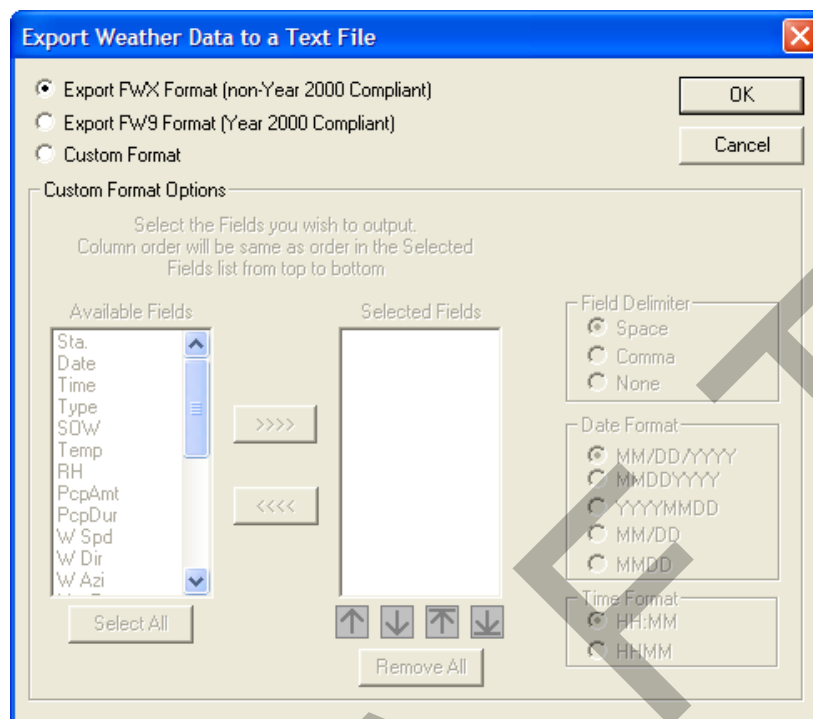 Export Weather Data to a Text File
Export FWX Format (non-Year 2000 Compliant)
Export FW9 Format (Year 2000 Compliant)
Custom Format
OK
Cancel
Custom Format Options
Select the Fields you wish to output.
Column order will be same as order in the Selected
Fields list from top to bottom
Available Fields
Sta.
Date
Time
Type
SOW
Temp
RH
PcpAmt
PcpDur
W Spd
W Dir
W Azi
Select All
>>>>
<<<<
Selected Fields
Remove All
Field Delimiter
Space
Comma
None
Date Format
MM/DD/YYYY
MMDDYYYY
YYYYMMDD
MM/DD
MMDD
Time Format
HH:MM
HHMM